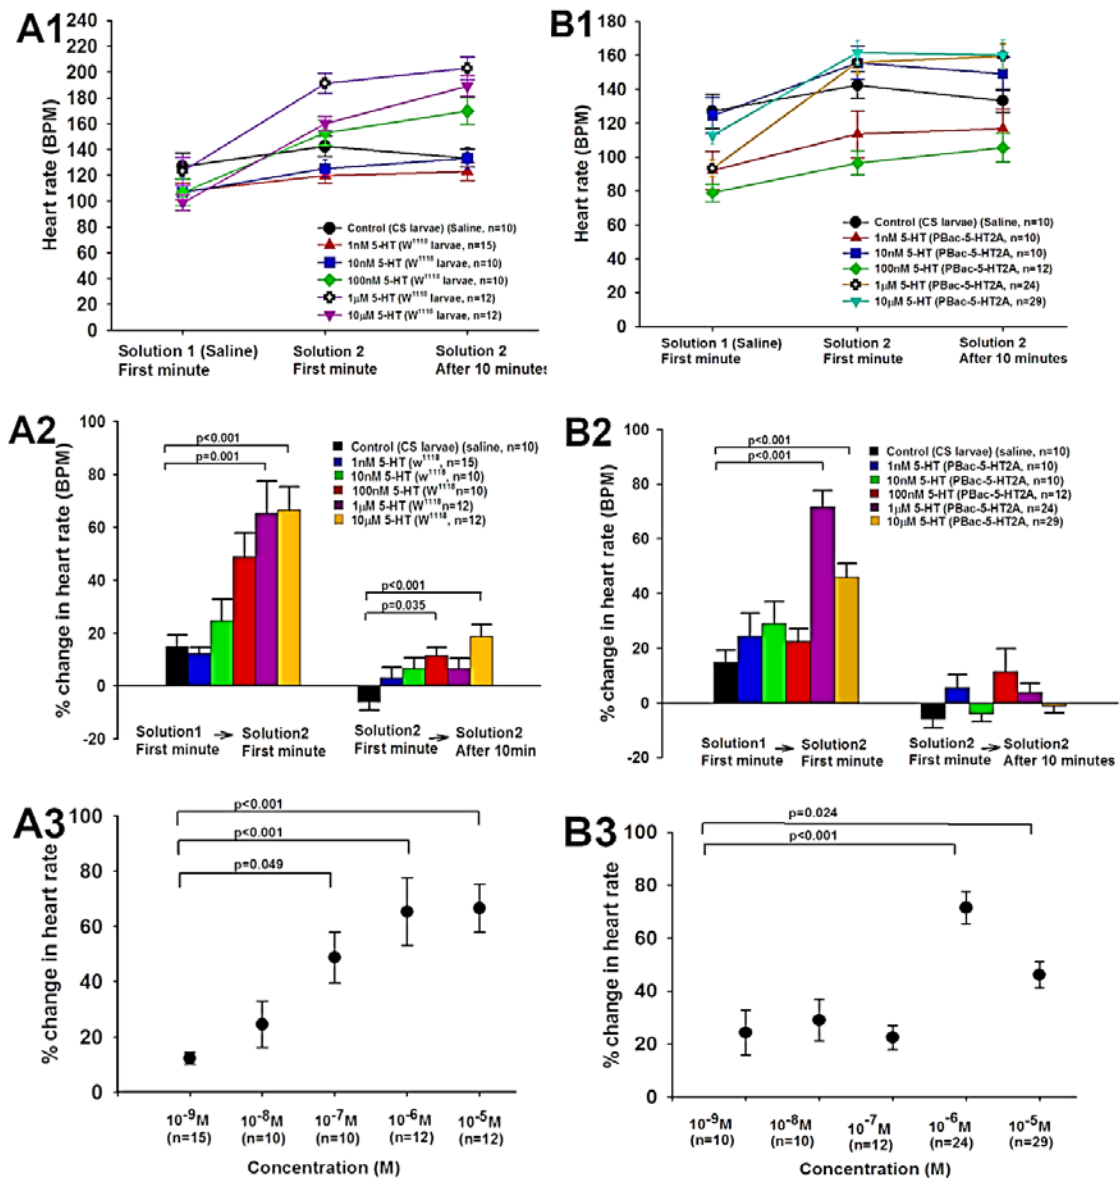 A1
Heart rate (BPM)
240
220
200
180
160
140
120
100
80
60
40
20
0
Control (CS larvae) (Saline, n=10)
1nM 5-HT (W1118 larvae, n=15)
10nM 5-HT (W1118 larvae, n=10)
100nM 5-HT (W1118 larvae, n=10)
1µM 5-HT (W1118 larvae, n=12)
10µM 5-HT (W1118 larvae, n=12)
Solution 1 (Saline)
First minute
Solution 2
First minute
Solution 2
After 10 minutes
B1
Heart rate (BPM)
180
160
140
120
100
80
60
40
20
0
Control (CS larvae) (Saline, n=10)
1nM 5-HT (PBac-5-HT2A, n=10)
10nM 5-HT (PBac-5-HT2A, n=10)
100nM 5-HT (PBac-5-HT2A, n=12)
1µM 5-HT (PBac-5-HT2A, n=24)
10µM 5-HT (PBac-5-HT2A, n=29)
Solution 1 (Saline)
First minute
Solution 2
First minute
Solution 2
After 10 minutes
A2
% change in heart rate (BPM)
100
80
60
40
20
0
-20
p<0.001
p=0.001
p<0.001
p=0.035
Control (CS larvae) (saline, n=10)
1nM 5-HT (w1118, n=15)
10nM 5-HT (w1118, n=10)
100nM 5-HT (W1118 n=10)
1µM 5-HT (W1118 n=12)
10µM 5-HT (W1118, n=12)
Solution1 → Solution2
First minute First minute
Solution2 → Solution2
First minute After 10min
B2
% change in heart rate (BPM)
100
80
60
40
20
0
-20
p<0.001
p<0.001
Control (CS larvae) (saline, n=10)
1nM 5-HT (PBac-5-HT2A, n=10)
10nM 5-HT (PBac-5-HT2A, n=10)
100nM 5-HT (PBac-5-HT2A, n=12)
1µM 5-HT (PBac-5-HT2A, n=24)
10µM 5-HT (PBac-5-HT2A, n=29)
Solution1 → Solution2
First minute First minute
Solution2 → Solution2
First minute After 10 minutes
A3
% change in heart rate
100
80
60
40
20
0
p<0.001
p<0.001
p=0.049
10-9M 10-8M 10-7M 10-6M 10-5M
(n=15) (n=10) (n=10) (n=12) (n=12)
Concentration (M)
B3
% change in heart rate
100
80
60
40
20
0
p=0.024
p<0.001
10-9M 10-8M 10-7M 10-6M 10-5M
(n=10) (n=10) (n=12) (n=24) (n=29)
Concentration (M)